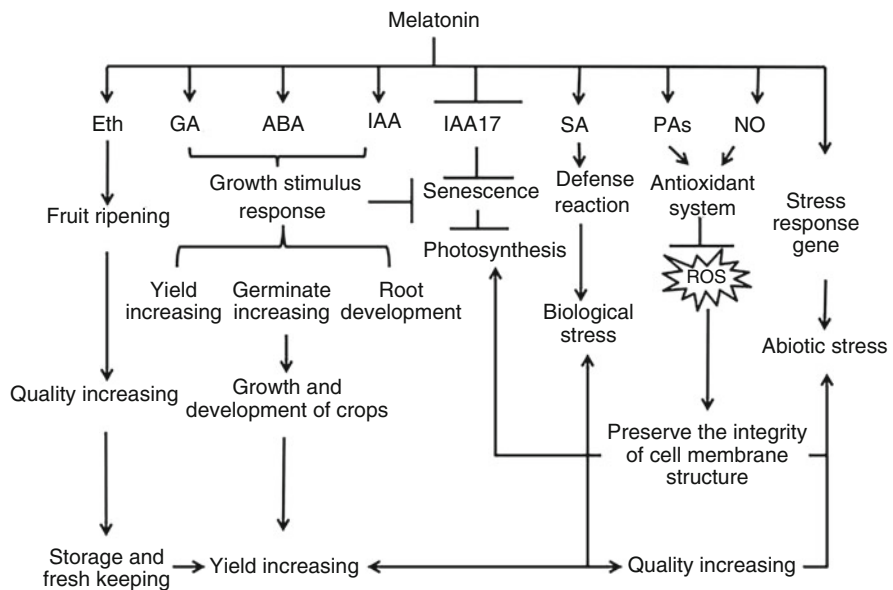 Melatonin
Eth GA ABA IAA IAA17 SA PAs NO
Growth stimulus
response
Senescence
Defense
reaction
Antioxidant
system
Stress
response
gene
Fruit ripening
Photosynthesis
ROS
Yield
increasing
Germinate
increasing
Root
development
Biological
stress
Abiotic stress
Quality increasing
Growth and
development of crops
Preserve the integrity
of cell membrane
structure
Storage and
fresh keeping
Yield increasing
Quality increasing